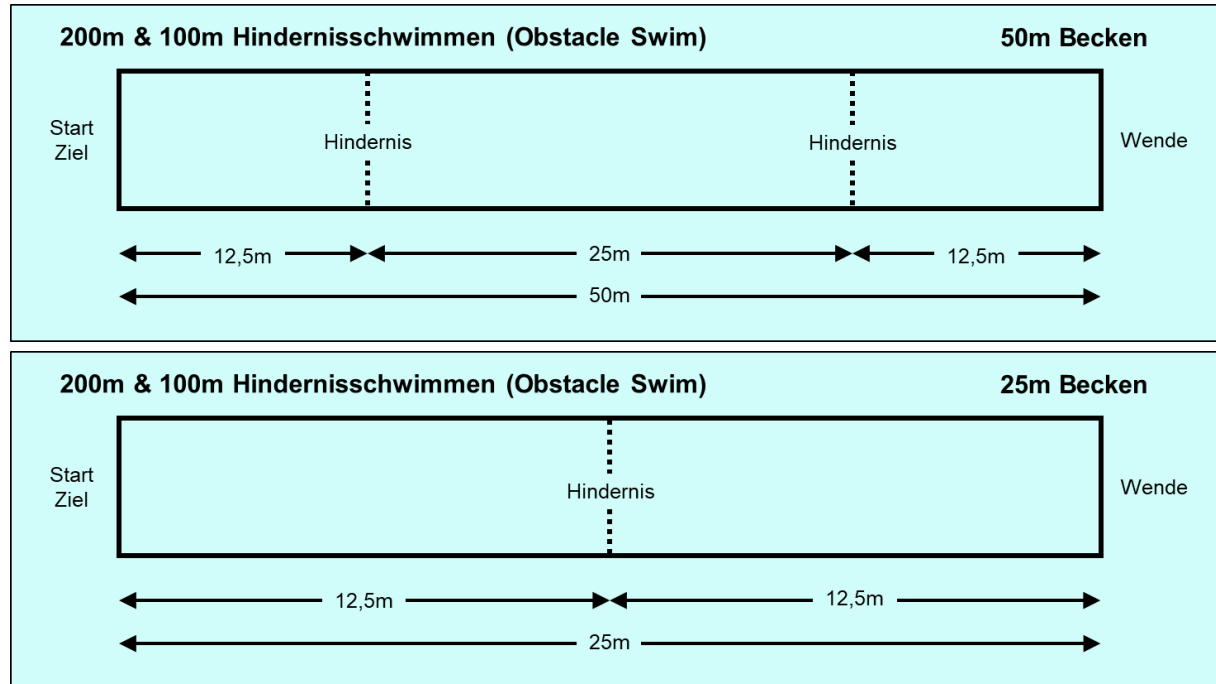 200m & 100m Hindernisschwimmen (Obstacle Swim) 50m Becken
Start
Ziel
Hindernis
Hindernis
Wende
12,5m
25m
12,5m
50m
200m & 100m Hindernisschwimmen (Obstacle Swim) 25m Becken
Start
Ziel
Hindernis
Wende
12,5m
12,5m
25m